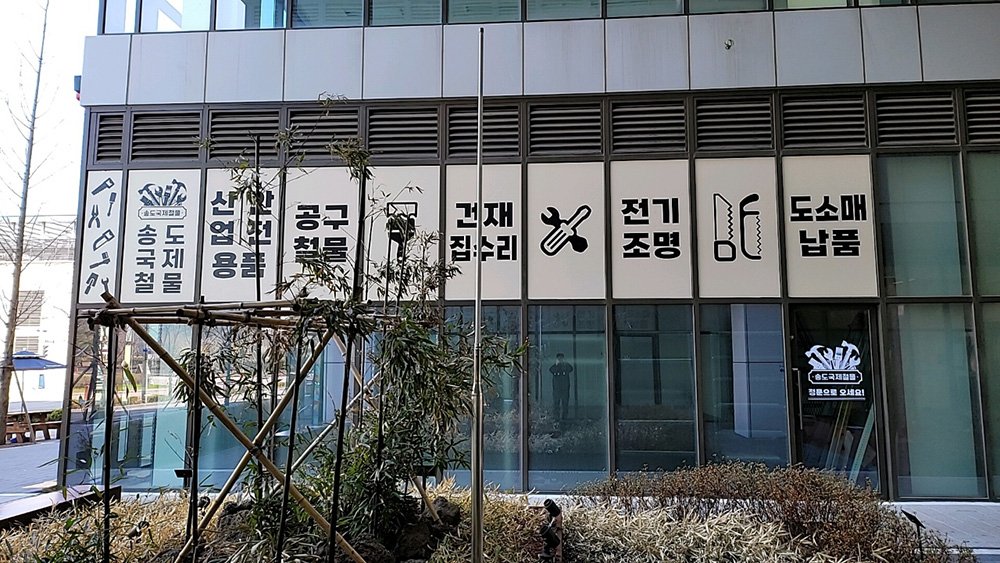 송도국제철물
송도
국제
철물
산업용품
안전
공구
철물
건재
집수리
전기
조명
도소매
납품
송도국제철물
정문으로 오세요!